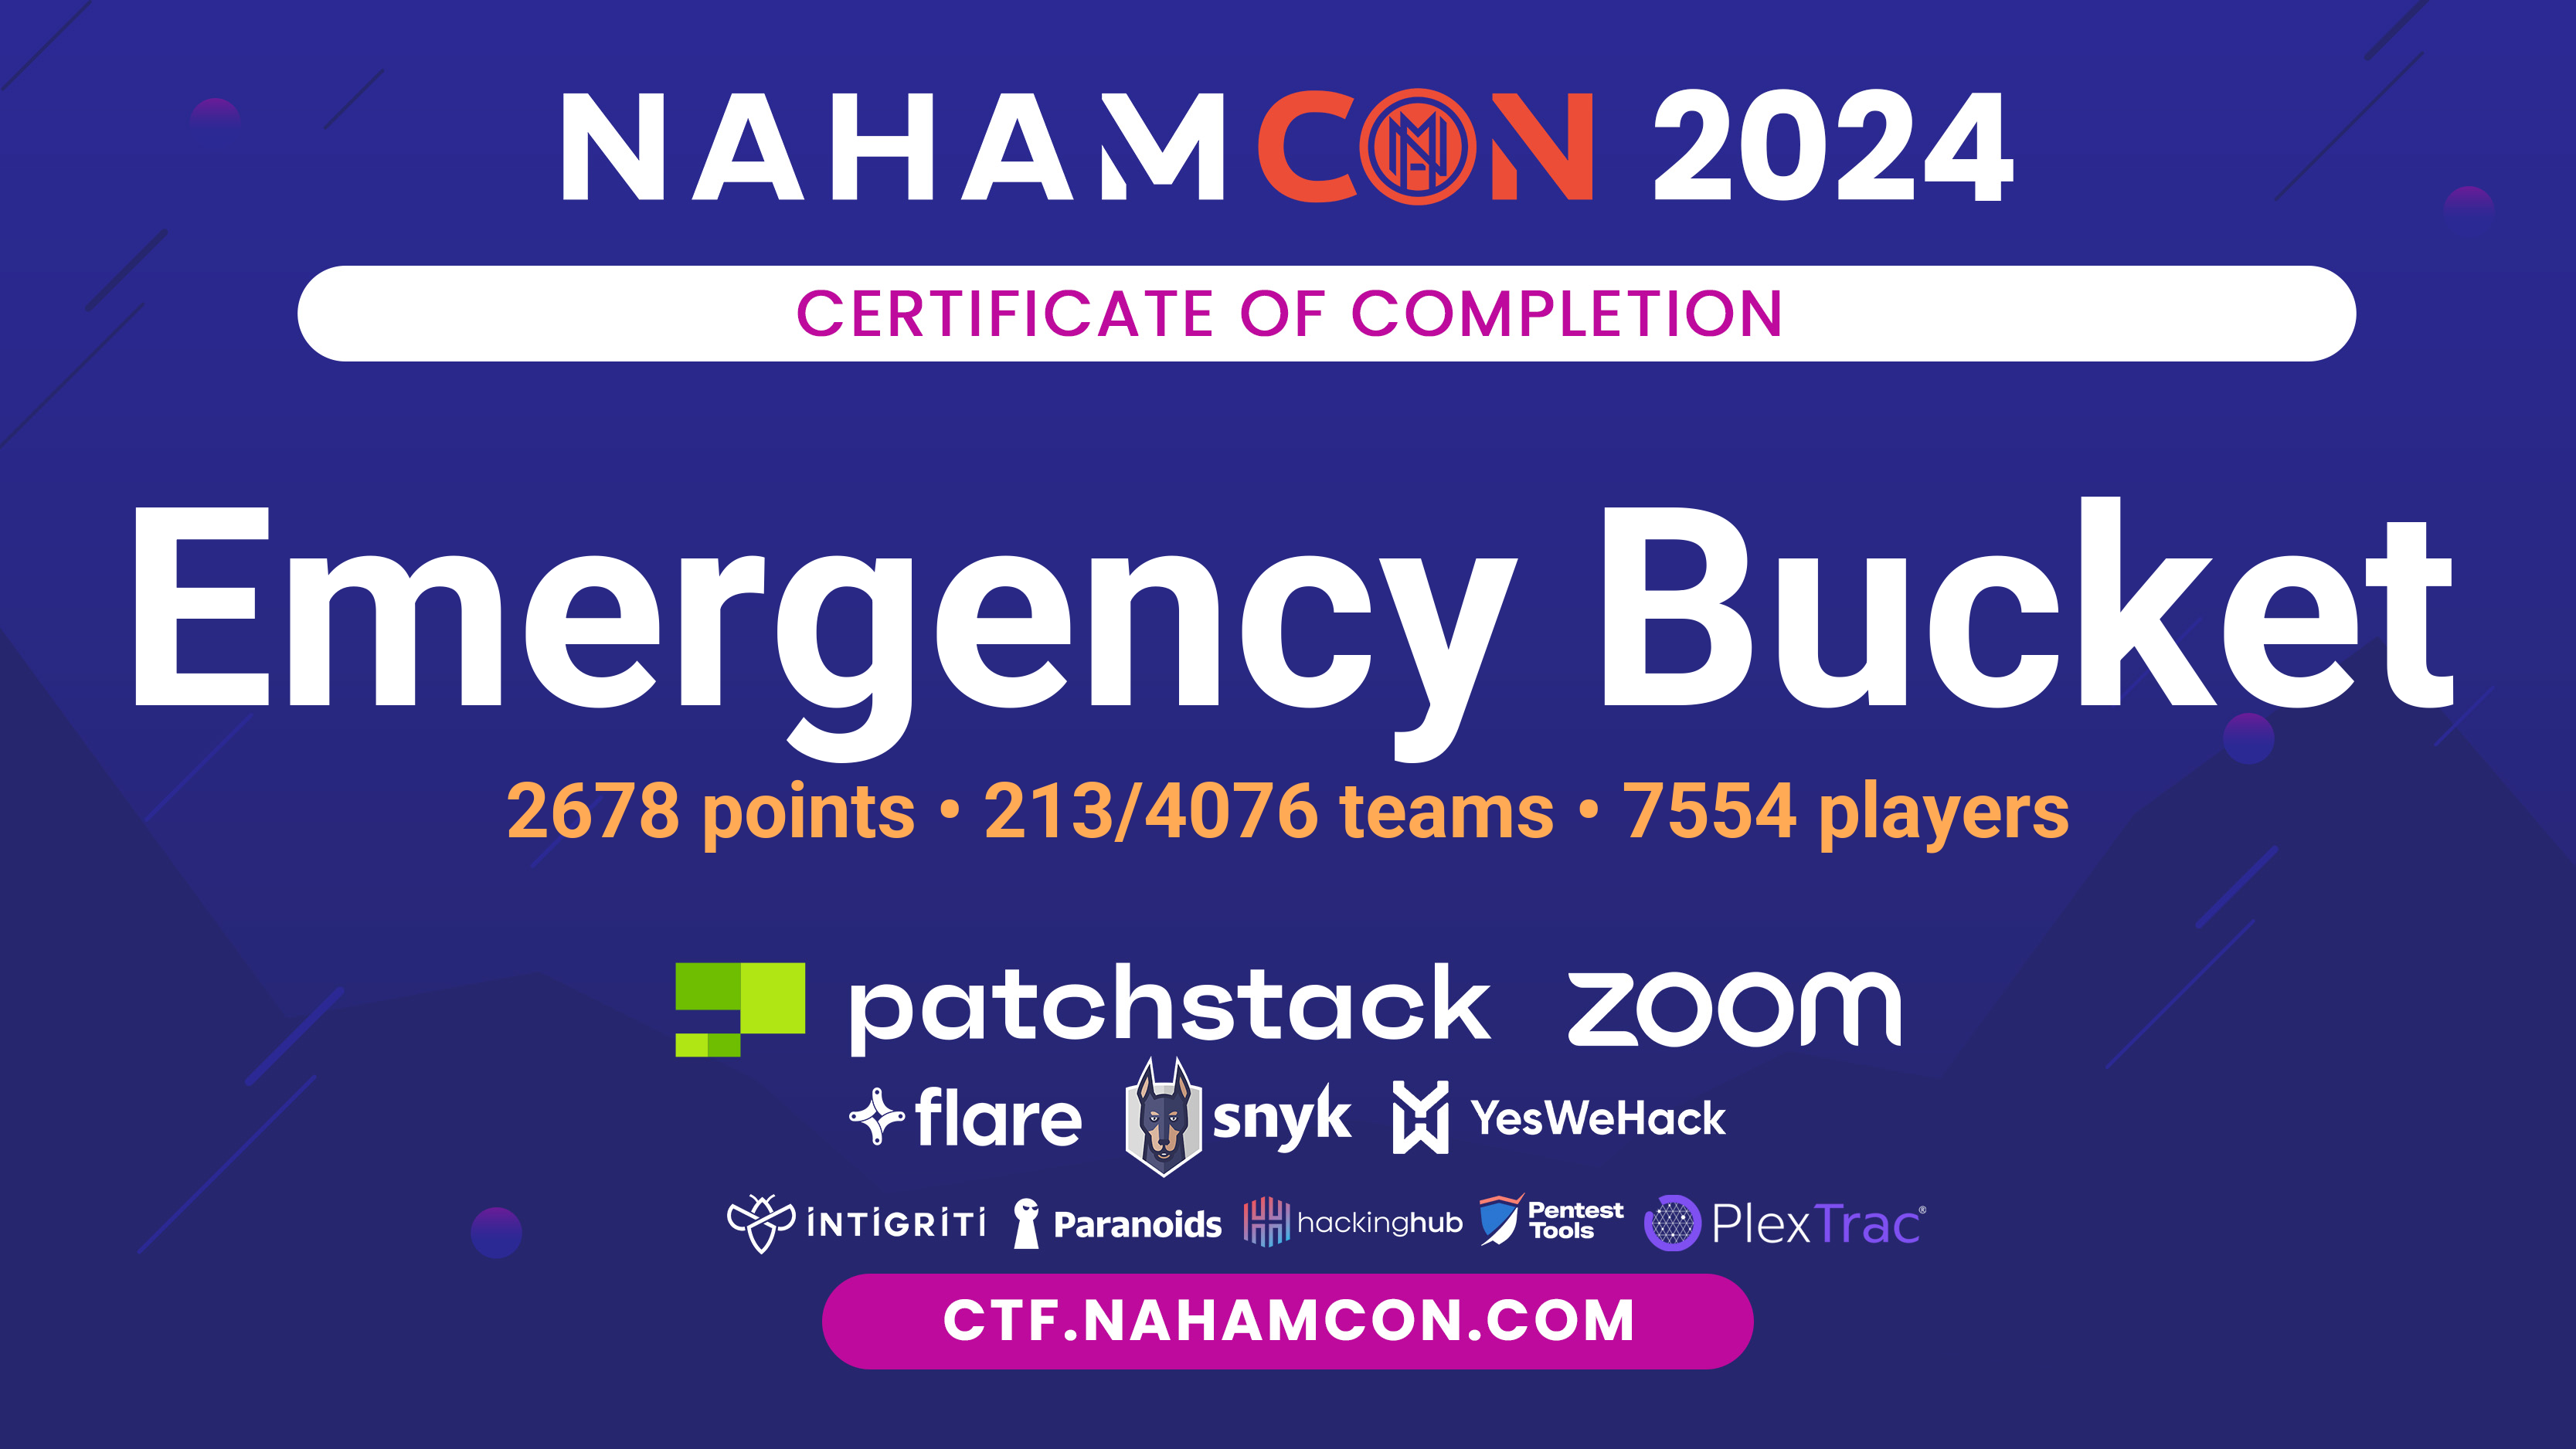 NAHAMCON 2024
CERTIFICATE OF COMPLETION
Emergency Bucket
2678 points • 213/4076 teams • 7554 players
patchstack zoom
flare snyk YesWeHack
INTIGRITI Paranoids hackinghub Pentest Tools PlexTrac®
CTF.NAHAMCON.COM